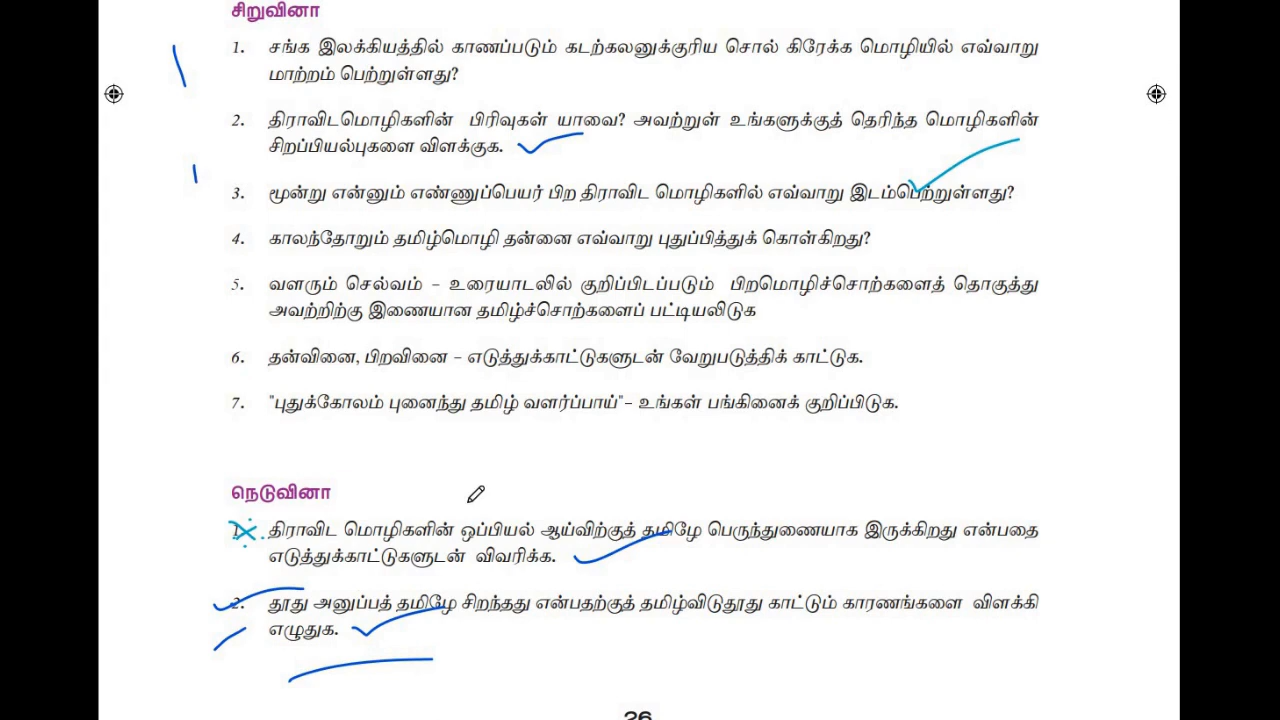 சிறுவினா
1. சங்க இலக்கியத்தில் காணப்படும் கடற்கலனுக்குரிய சொல் கிரேக்க மொழியில் எவ்வாறு
மாற்றம் பெற்றுள்ளது?
2. திராவிடமொழிகளின் பிரிவுகள் யாவை? அவற்றுள் உங்களுக்குத் தெரிந்த மொழிகளின்
சிறப்பியல்புகளை விளக்குக.
3. மூன்று என்னும் எண்ணுப்பெயர் பிற திராவிட மொழிகளில் எவ்வாறு இடம்பெற்றுள்ளது?
4. காலந்தோறும் தமிழ்மொழி தன்னை எவ்வாறு புதுப்பித்துக் கொள்கிறது?
5. வளரும் செல்வம் - உரையாடலில் குறிப்பிடப்படும் பிறமொழிச்சொற்களைத் தொகுத்து
அவற்றிற்கு இணையான தமிழ்ச்சொற்களைப் பட்டியலிடுக
6. தன்வினை, பிறவினை – எடுத்துக்காட்டுகளுடன் வேறுபடுத்திக் காட்டுக.
7. "புதுக்கோலம் புனைந்து தமிழ் வளர்ப்பாய்"– உங்கள் பங்கினைக் குறிப்பிடுக.
நெடுவினா
1. திராவிட மொழிகளின் ஒப்பியல் ஆய்விற்குத் தமிழே பெருந்துணையாக இருக்கிறது என்பதை
எடுத்துக்காட்டுகளுடன் விவரிக்க.
2. தூது அனுப்பத் தமிழே சிறந்தது என்பதற்குத் தமிழ்விடுதூது காட்டும் காரணங்களை விளக்கி
எழுதுக.
26